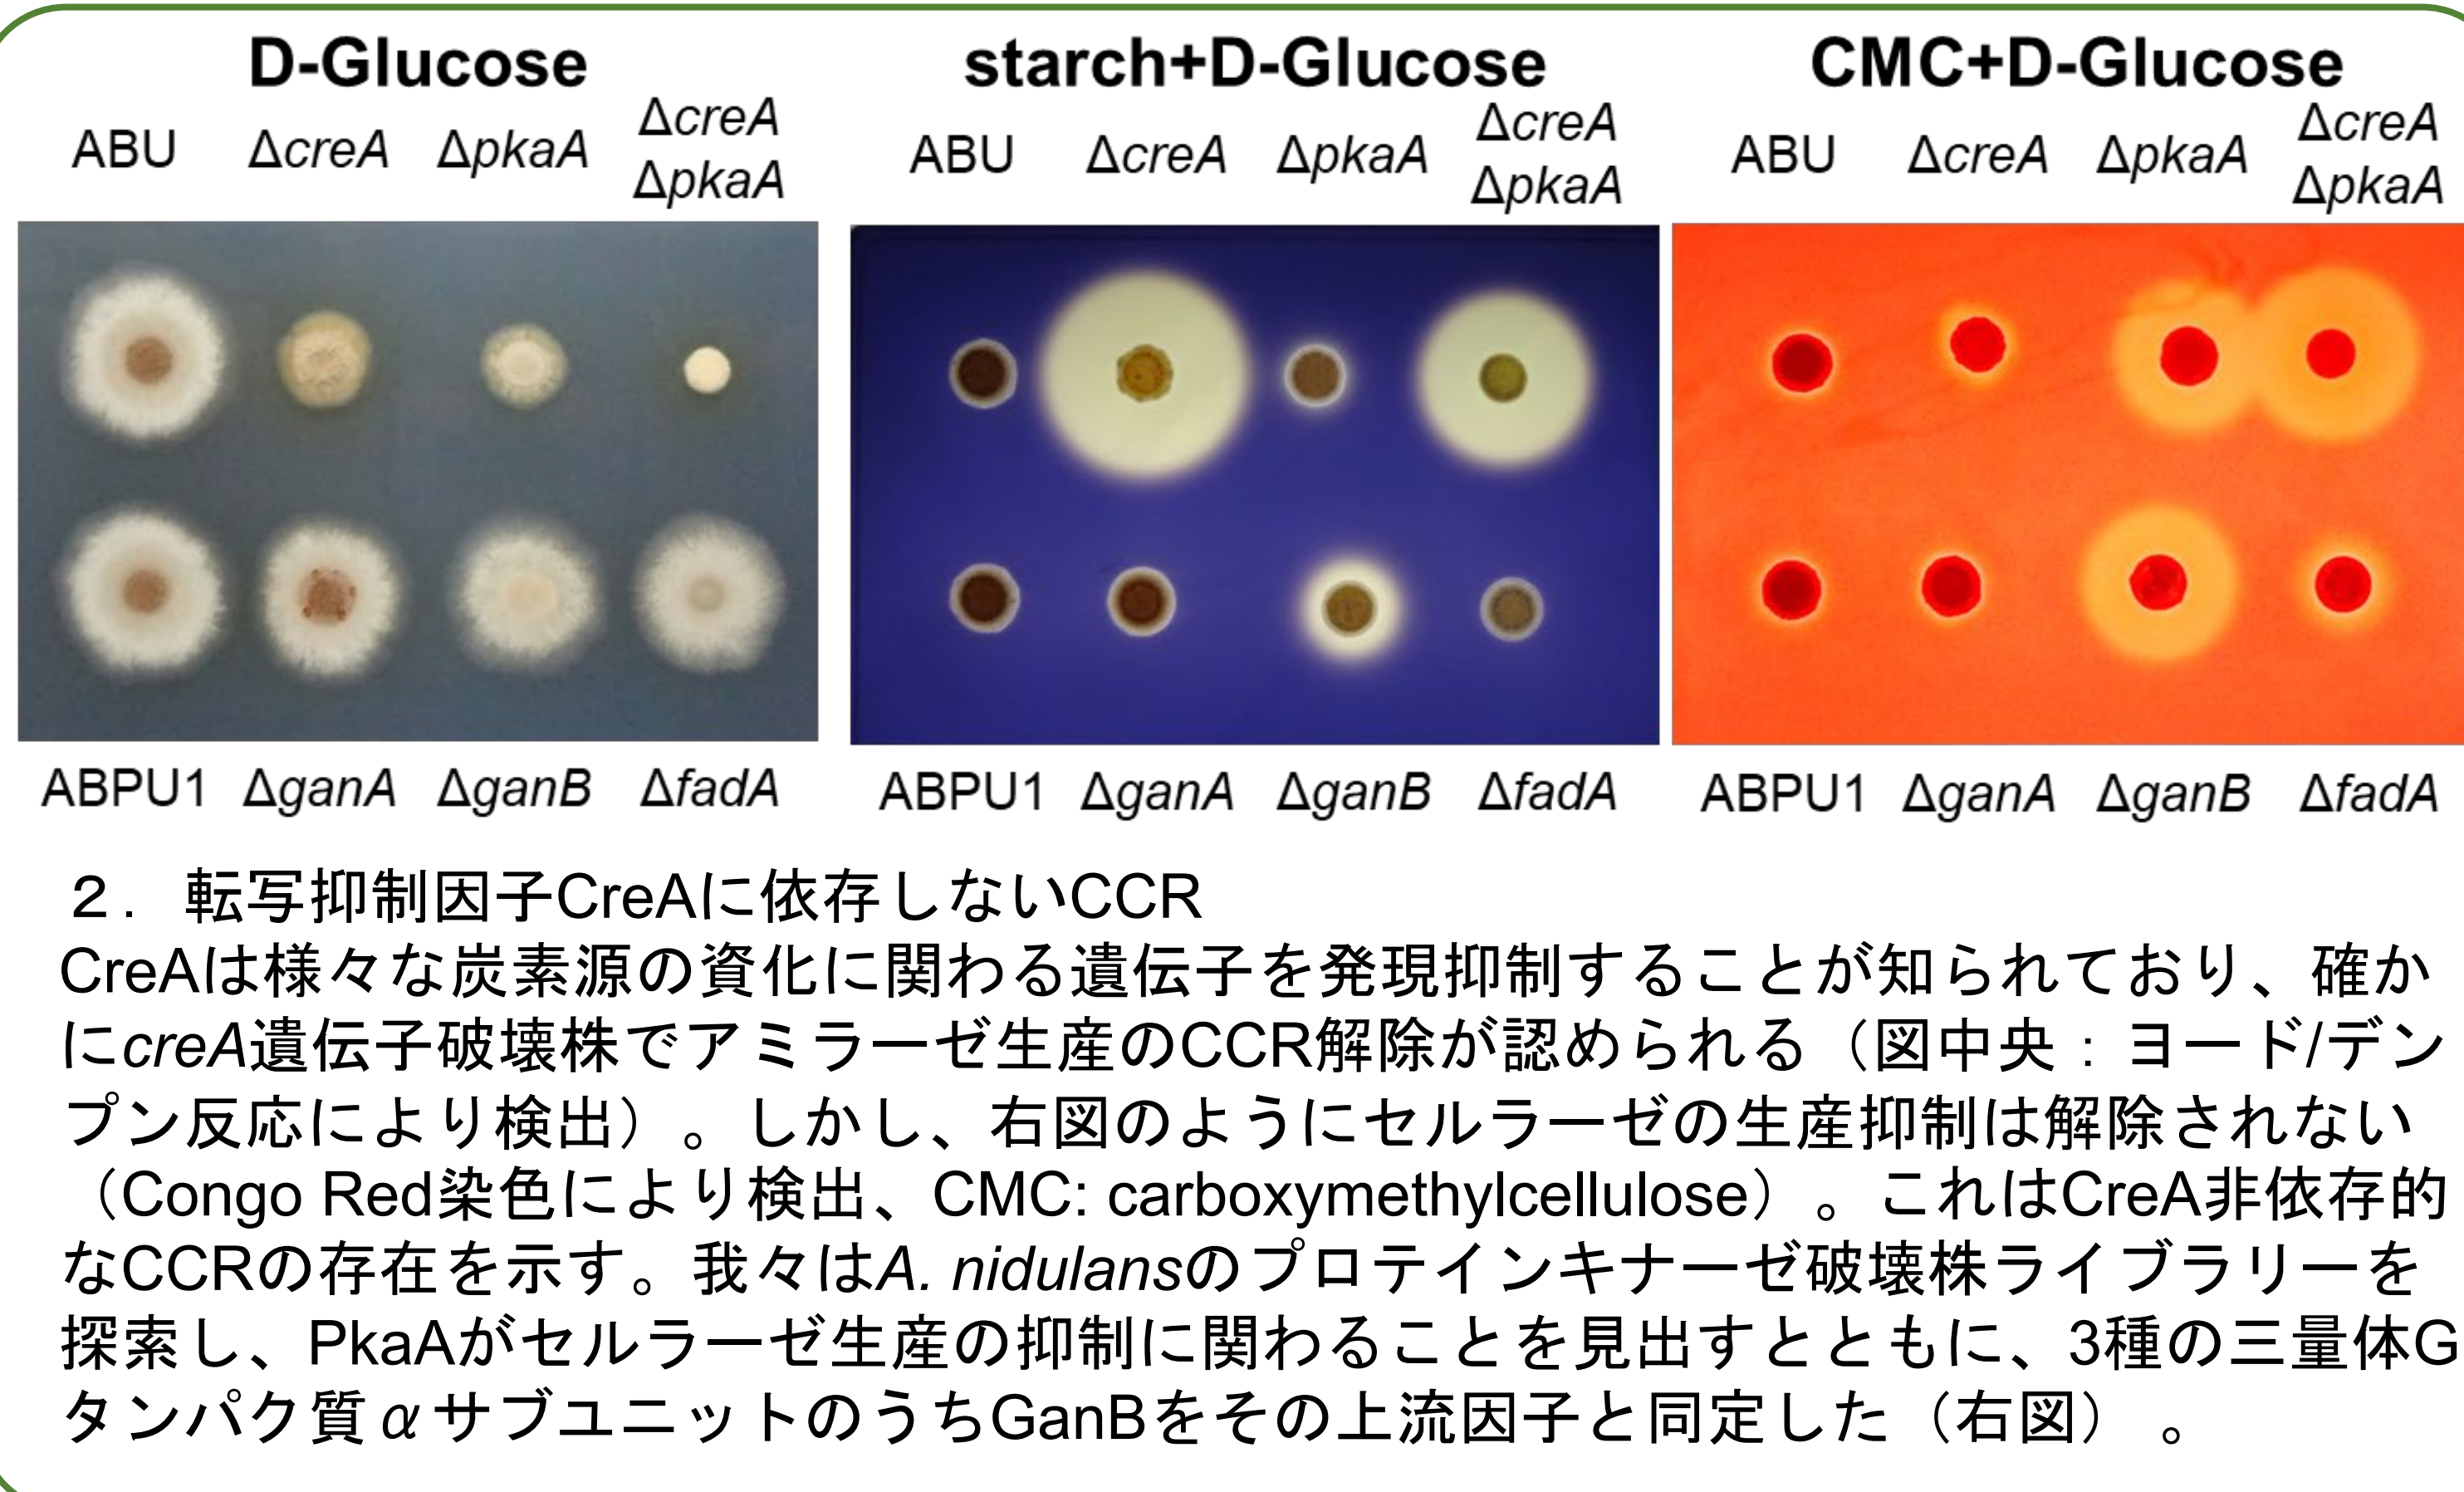 D-Glucose
ABU ΔcreA ΔpkaA ΔcreA
ΔpkaA
starch+D-Glucose
ABU ΔcreA ΔpkaA ΔcreA
ΔpkaA
CMC+D-Glucose
ABU ΔcreA ΔpkaA ΔcreA
ΔpkaA
ABPU1 ΔganA ΔganB ΔfadA
ABPU1 ΔganA ΔganB ΔfadA
ABPU1 ΔganA ΔganB ΔfadA
２．転写抑制因子CreAに依存しないCCR
CreAは様々な炭素源の資化に関わる遺伝子を発現抑制することが知られており、確か
にcreA遺伝子破壊株でアミラーゼ生産のCCR解除が認められる（図中央：ヨード/デン
プン反応により検出）。しかし、右図のようにセルラーゼの生産抑制は解除されない
（Congo Red染色により検出、CMC: carboxymethylcellulose）。これはCreA非依存的
なCCRの存在を示す。我々はA. nidulansのプロテインキナーゼ破壊株ライブラリーを
探索し、PkaAがセルラーゼ生産の抑制に関わることを見出すとともに、3種の三量体G
タンパク質αサブユニットのうちGanBをその上流因子と同定した（右図）。